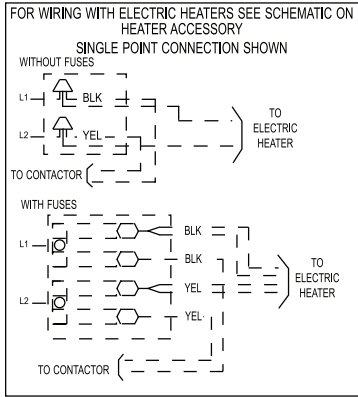 FOR WIRING WITH ELECTRIC HEATERS SEE SCHEMATIC ON
HEATER ACCESSORY
SINGLE POINT CONNECTION SHOWN
WITHOUT FUSES
L1
BLK
L2
YEL
TO
ELECTRIC
HEATER
TO CONTACTOR
WITH FUSES
L1
BLK
BLK
L2
YEL
YEL
TO
ELECTRIC
HEATER
TO CONTACTOR